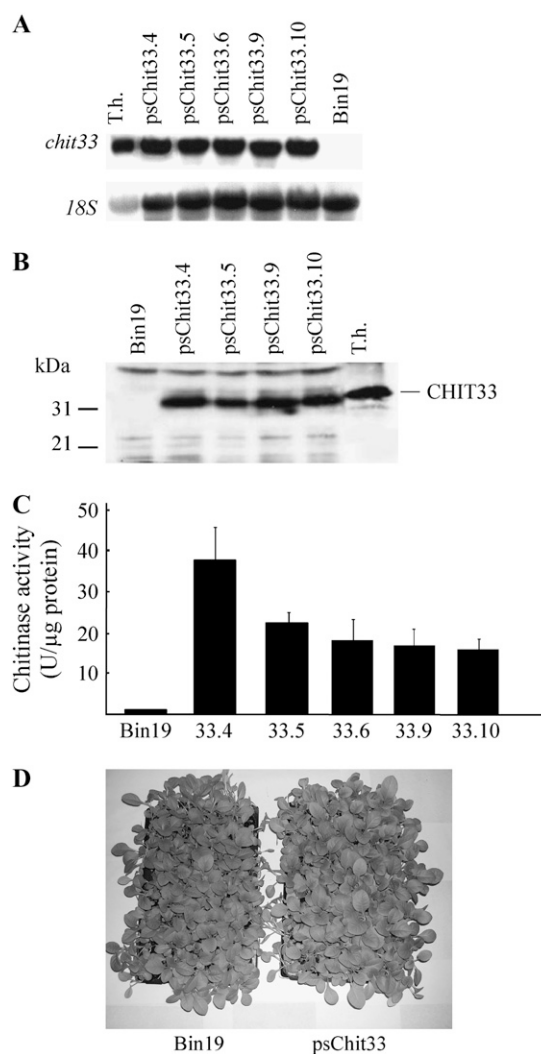 A
T.h. psChit33.4 psChit33.5 psChit33.6 psChit33.9 psChit33.10 Bin19
chit33
18S
B
Bin19 psChit33.4 psChit33.5 psChit33.9 psChit33.10 T.h.
kDa
CHIT33
31
21
C
Chitinase activity
(U/µg protein)
50
40
30
20
10
Bin19 33.4 33.5 33.6 33.9 33.10
D
Bin19 psChit33